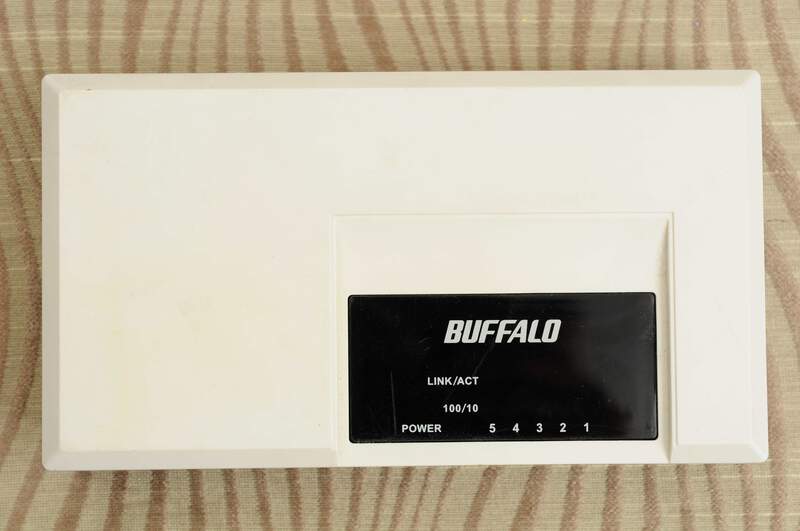 BUFFALO
LINK/ACT
100/10
POWER 5 4 3 2 1